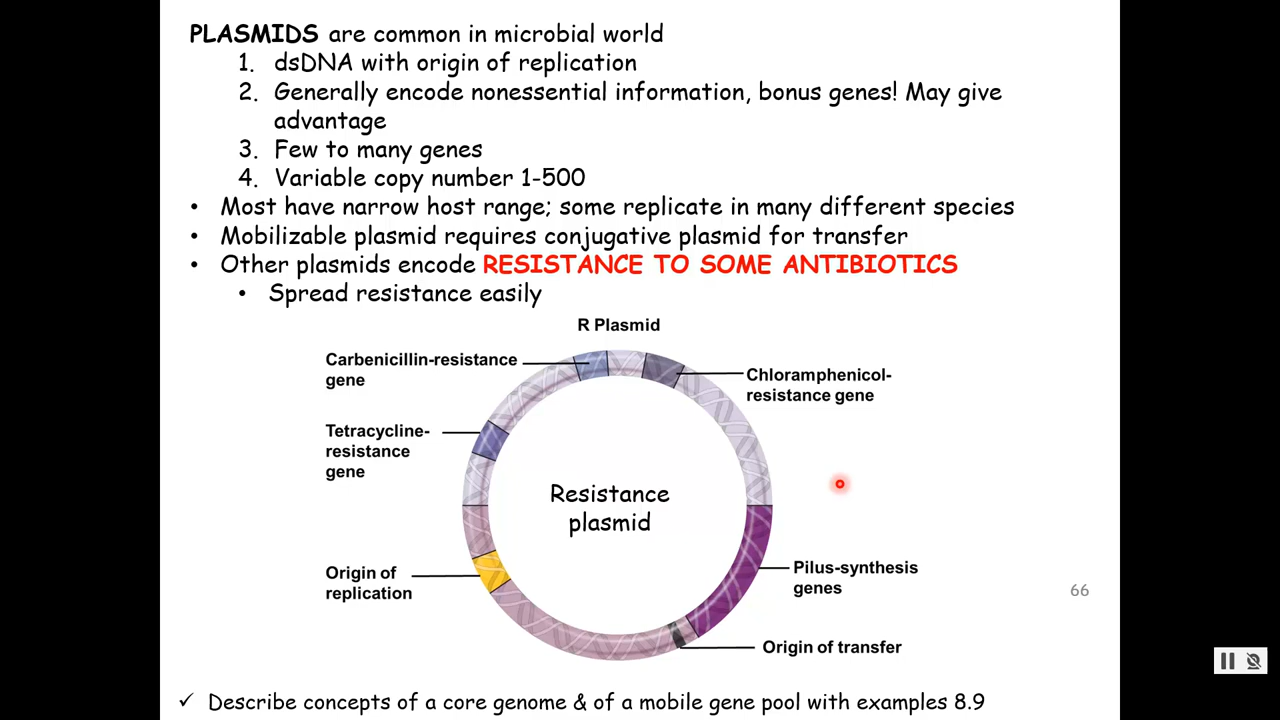 PLASMIDS are common in microbial world
1. dsDNA with origin of replication
2. Generally encode nonessential information, bonus genes! May give
advantage
3. Few to many genes
4. Variable copy number 1-500
• Most have narrow host range; some replicate in many different species
• Mobilizable plasmid requires conjugative plasmid for transfer
• Other plasmids encode RESISTANCE TO SOME ANTIBIOTICS
• Spread resistance easily
R Plasmid
Carbenicillin-resistance
gene
Chloramphenicol-
resistance gene
Tetracycline-
resistance
gene
Resistance
plasmid
Origin of
replication
Pilus-synthesis
genes
66
Origin of transfer
✓ Describe concepts of a core genome & of a mobile gene pool with examples 8.9